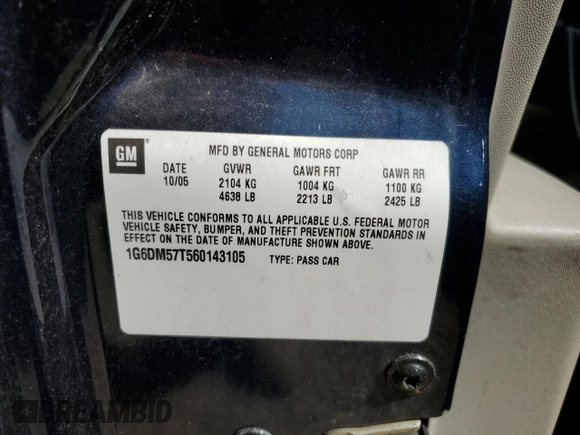 GM
MFD BY GENERAL MOTORS CORP
DATE GVWR GAWR FRT GAWR RR
10/05 2104 KG 1004 KG 1100 KG
4638 LB 2213 LB 2425 LB
THIS VEHICLE CONFORMS TO ALL APPLICABLE U.S. FEDERAL MOTOR
VEHICLE SAFETY, BUMPER, AND THEFT PREVENTION STANDARDS IN
EFFECT ON THE DATE OF MANUFACTURE SHOWN ABOVE.
1G6DM57T560143105 TYPE: PASS CAR
BREAMBID